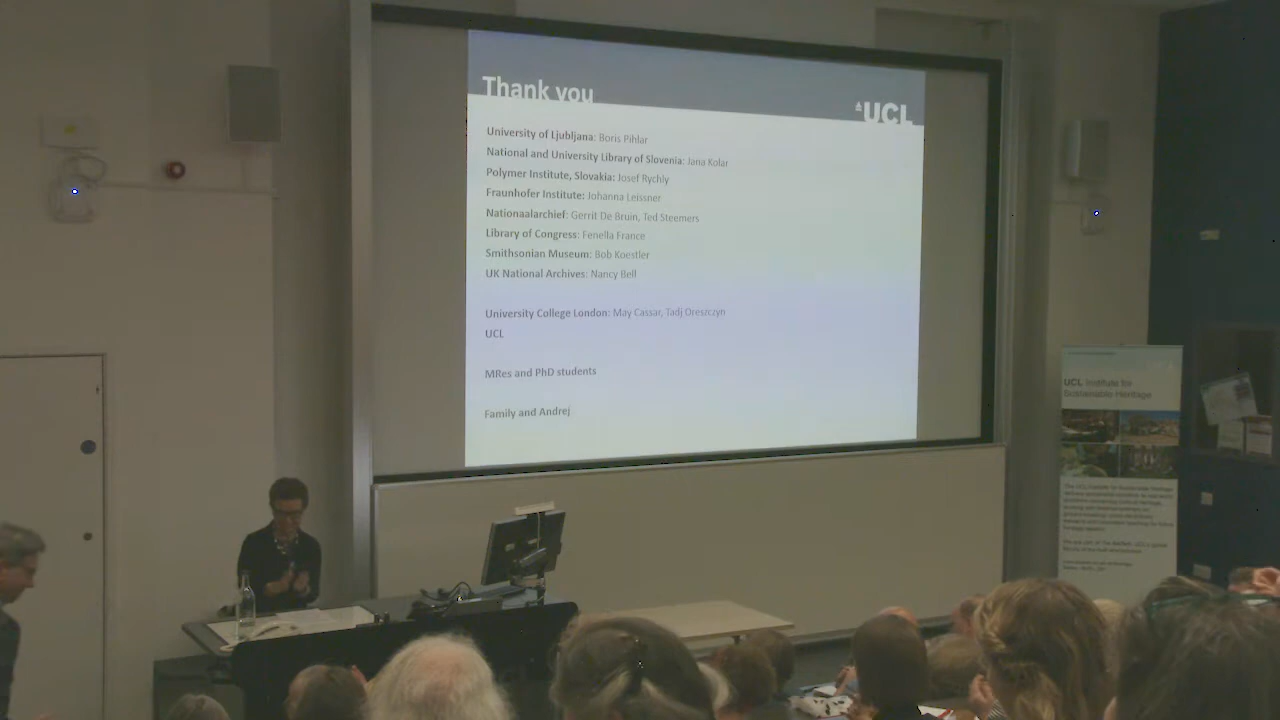 Thank you
UCL
University of Ljubljana: Boris Pihlar
National and University Library of Slovenia: Jana Kolar
Polymer Institute, Slovakia: Josef Rychly
Fraunhofer Institute: Johanna Leissner
Nationaalarchief: Gerrit De Bruin, Ted Steemers
Library of Congress: Fenella France
Smithsonian Museum: Bob Koestler
UK National Archives: Nancy Bell
University College London: May Cassar, Tadj Oreszczyn
UCL
MRes and PhD students
Family and Andrej
UCL Institute for
Sustainable Heritage